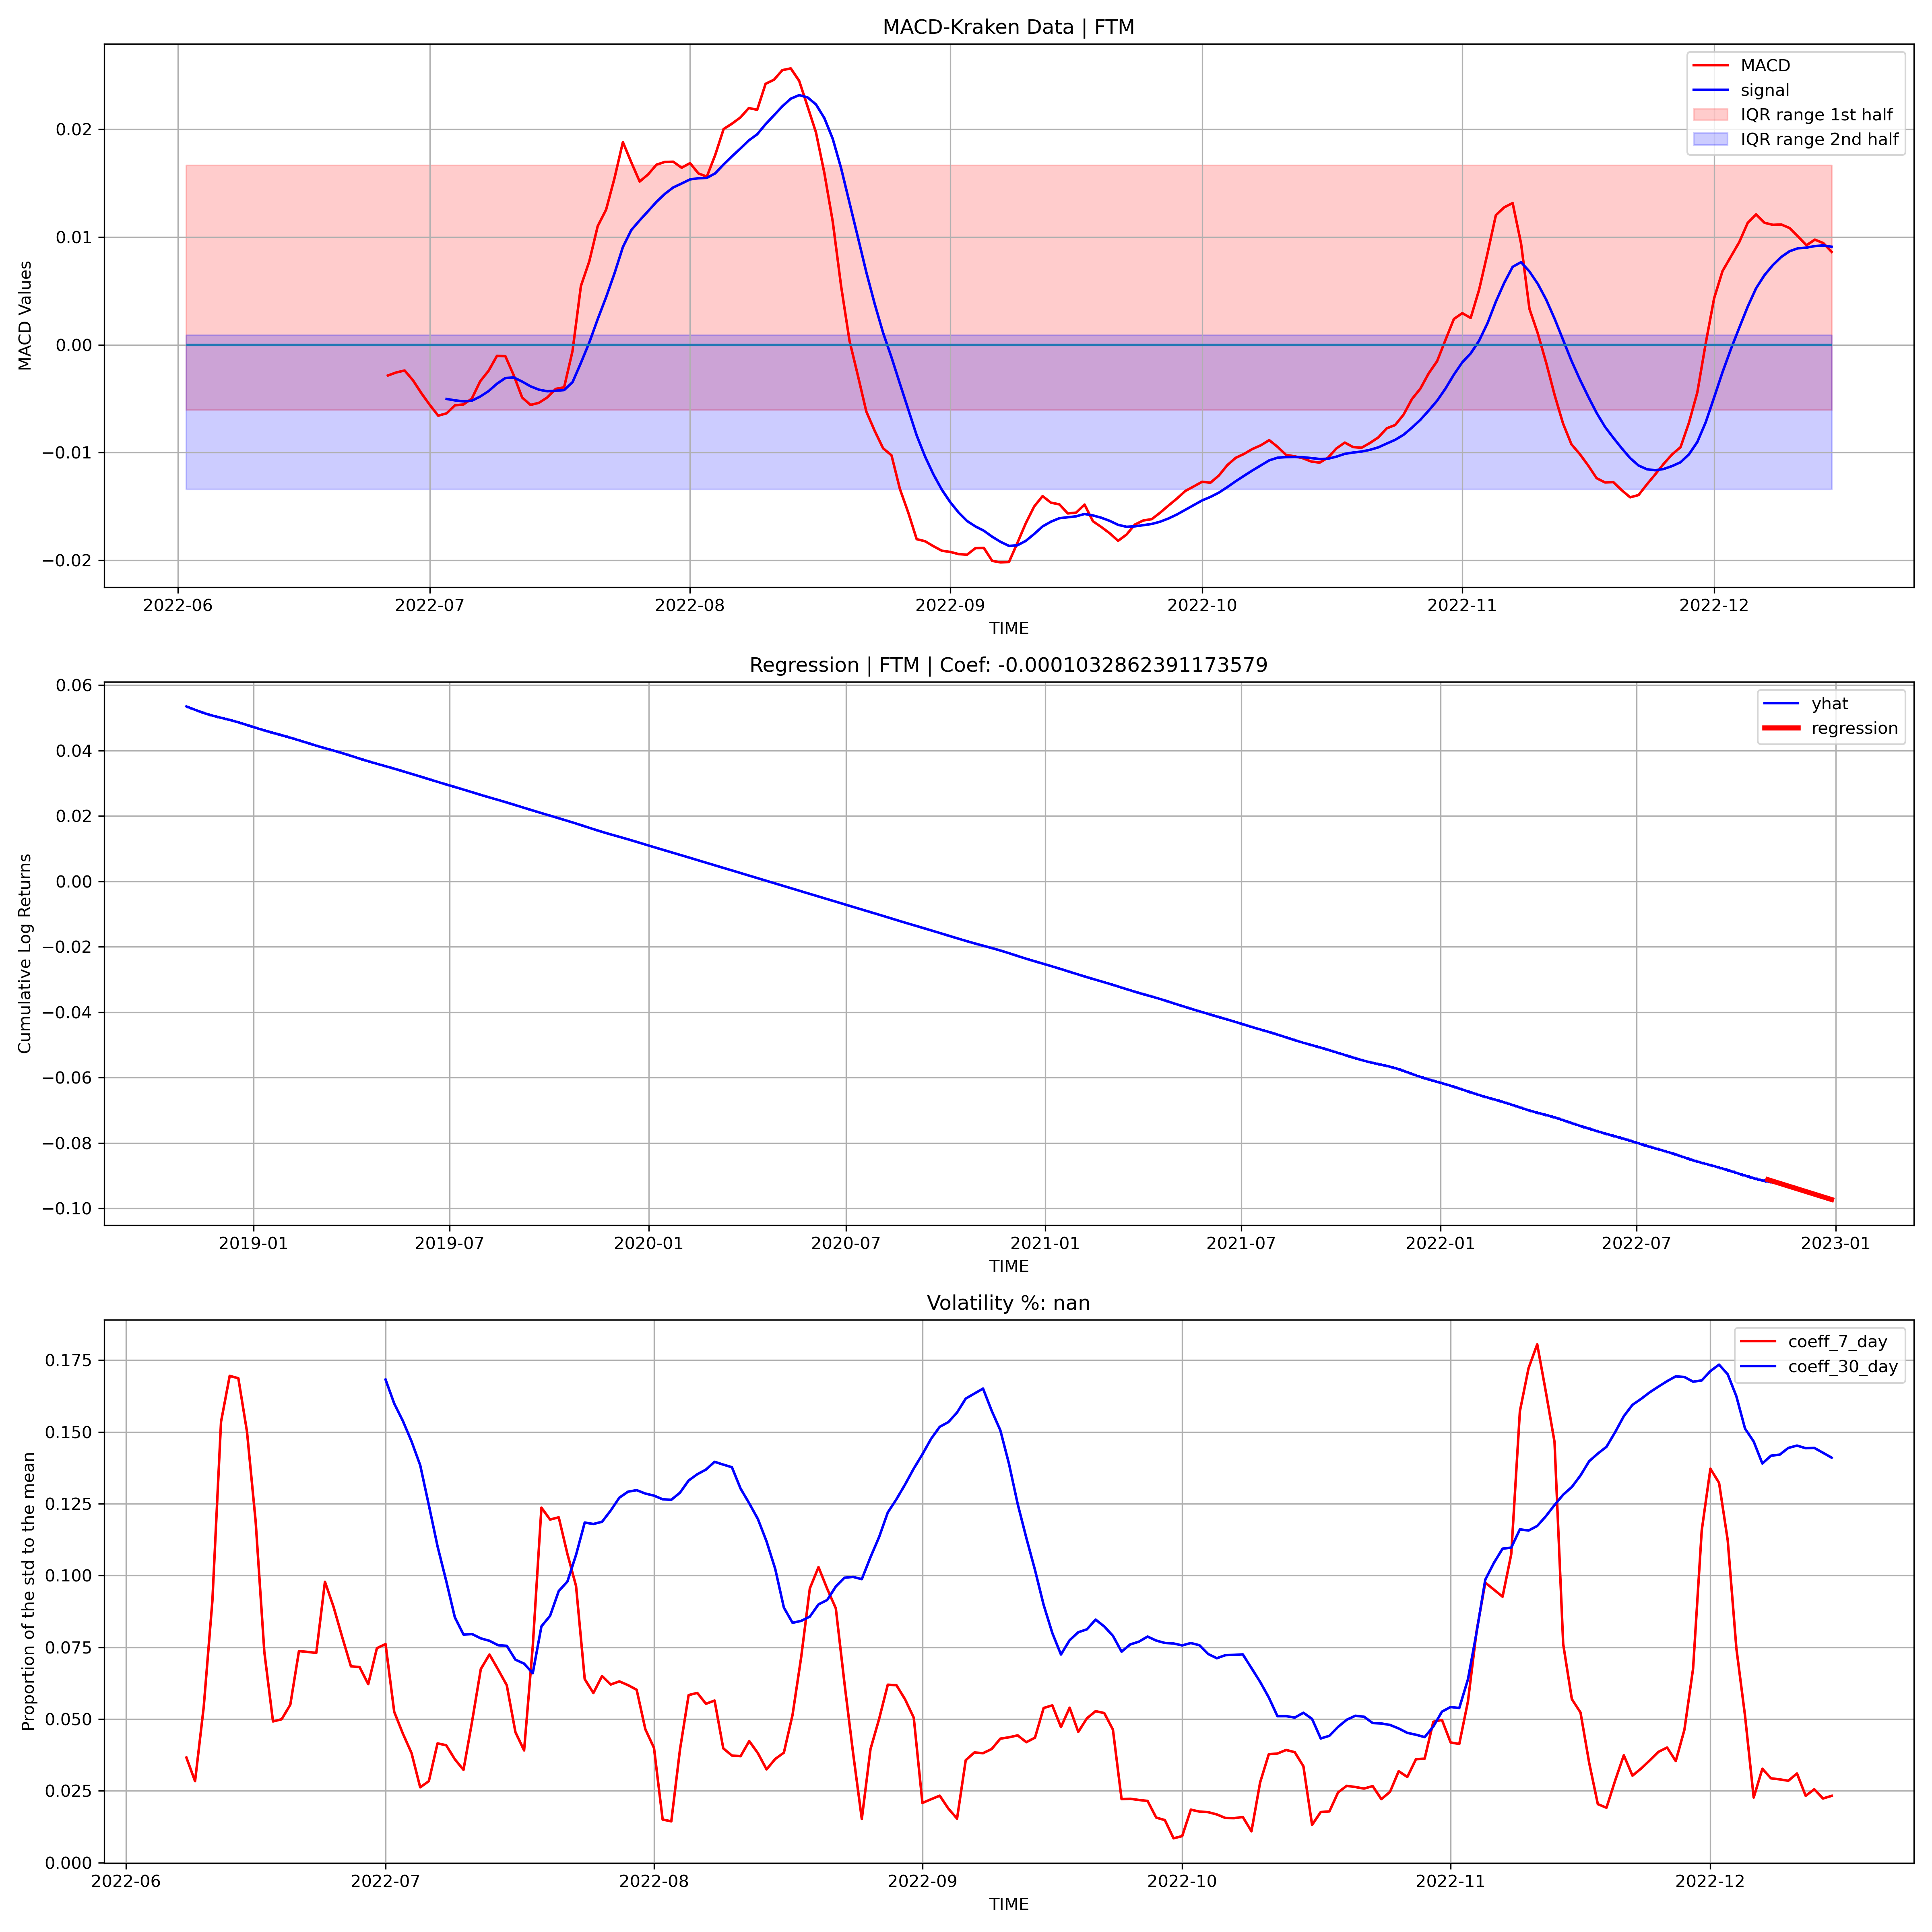 MACD-Kraken Data | FTM
MACD
signal
IQR range 1st half
IQR range 2nd half
MACD Values
0.02
0.01
0.00
−0.01
−0.02
2022-06 2022-07 2022-08 2022-09 2022-10 2022-11 2022-12
TIME
Regression | FTM | Coef: -0.0001032862391173579
yhat
regression
Cumulative Log Returns
0.06
0.04
0.02
0.00
−0.02
−0.04
−0.06
−0.08
−0.10
2019-01 2019-07 2020-01 2020-07 2021-01 2021-07 2022-01 2022-07 2023-01
TIME
Volatility %: nan
coeff_7_day
coeff_30_day
Proportion of the std to the mean
0.175
0.150
0.125
0.100
0.075
0.050
0.025
0.000
2022-06 2022-07 2022-08 2022-09 2022-10 2022-11 2022-12
TIME